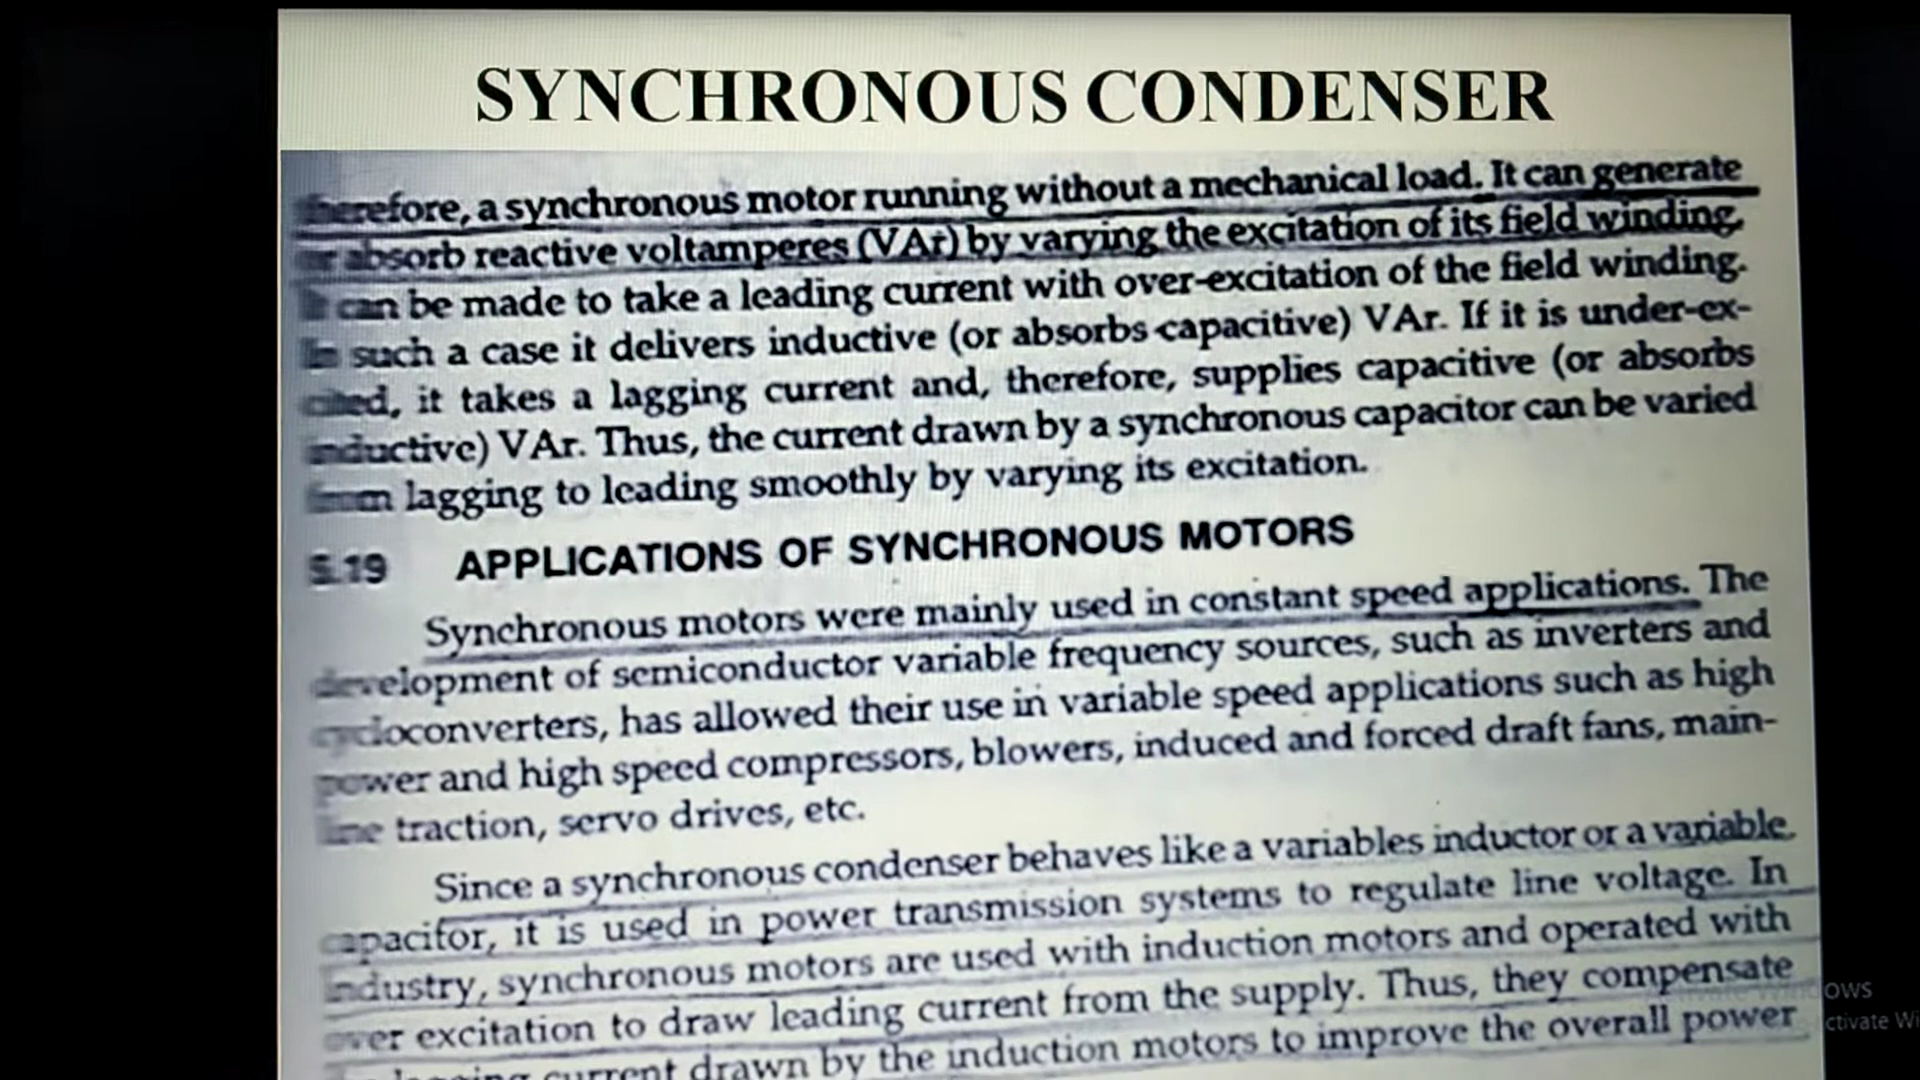 SYNCHRONOUS CONDENSER
therefore, a synchronous motor running without a mechanical load. It can generate
or absorb reactive voltamperes (VAr) by varying the excitation of its field winding.
It can be made to take a leading current with over-excitation of the field winding.
In such a case it delivers inductive (or absorbs capacitive) VAr. If it is under-ex-
cited, it takes a lagging current and, therefore, supplies capacitive (or absorbs
inductive) VAr. Thus, the current drawn by a synchronous capacitor can be varied
from lagging to leading smoothly by varying its excitation.
5.19 APPLICATIONS OF SYNCHRONOUS MOTORS
Synchronous motors were mainly used in constant speed applications. The
development of semiconductor variable frequency sources, such as inverters and
cycloconverters, has allowed their use in variable speed applications such as high
power and high speed compressors, blowers, induced and forced draft fans, main-
line traction, servo drives, etc.
Since a synchronous condenser behaves like a variables inductor or a variable
capacitor, it is used in power transmission systems to regulate line voltage. In
industry, synchronous motors are used with induction motors and operated with
over excitation to draw leading current from the supply. Thus, they compensate
lagging current drawn by the induction motors to improve the overall power